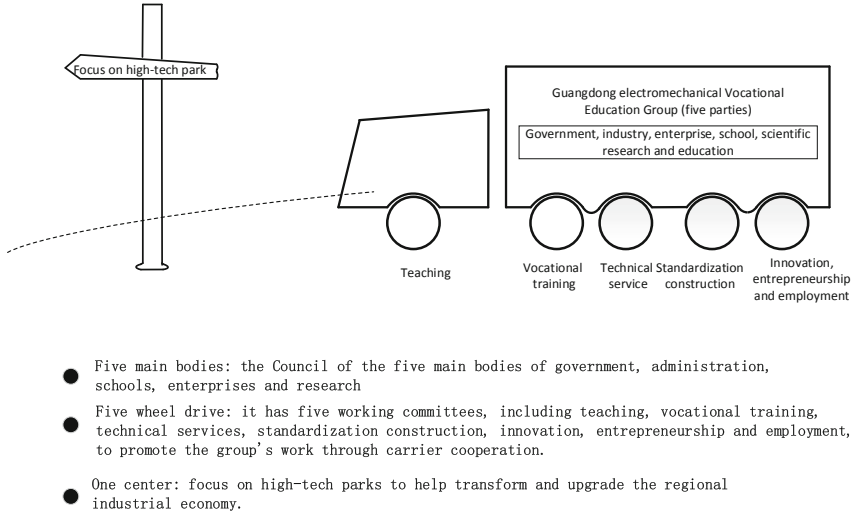 Focus on high-tech park
Guangdong electromechanical Vocational
Education Group (five parties)
Government, industry, enterprise, school, scientific
research and education
Teaching
Vocational
training
Technical
service
Standardization
construction
Innovation,
entrepreneurship
and employment
Five main bodies: the Council of the five main bodies of government, administration,
schools, enterprises and research
Five wheel drive: it has five working committees, including teaching, vocational training,
technical services, standardization construction, innovation, entrepreneurship and employment,
to promote the group's work through carrier cooperation.
One center: focus on high-tech parks to help transform and upgrade the regional
industrial economy.